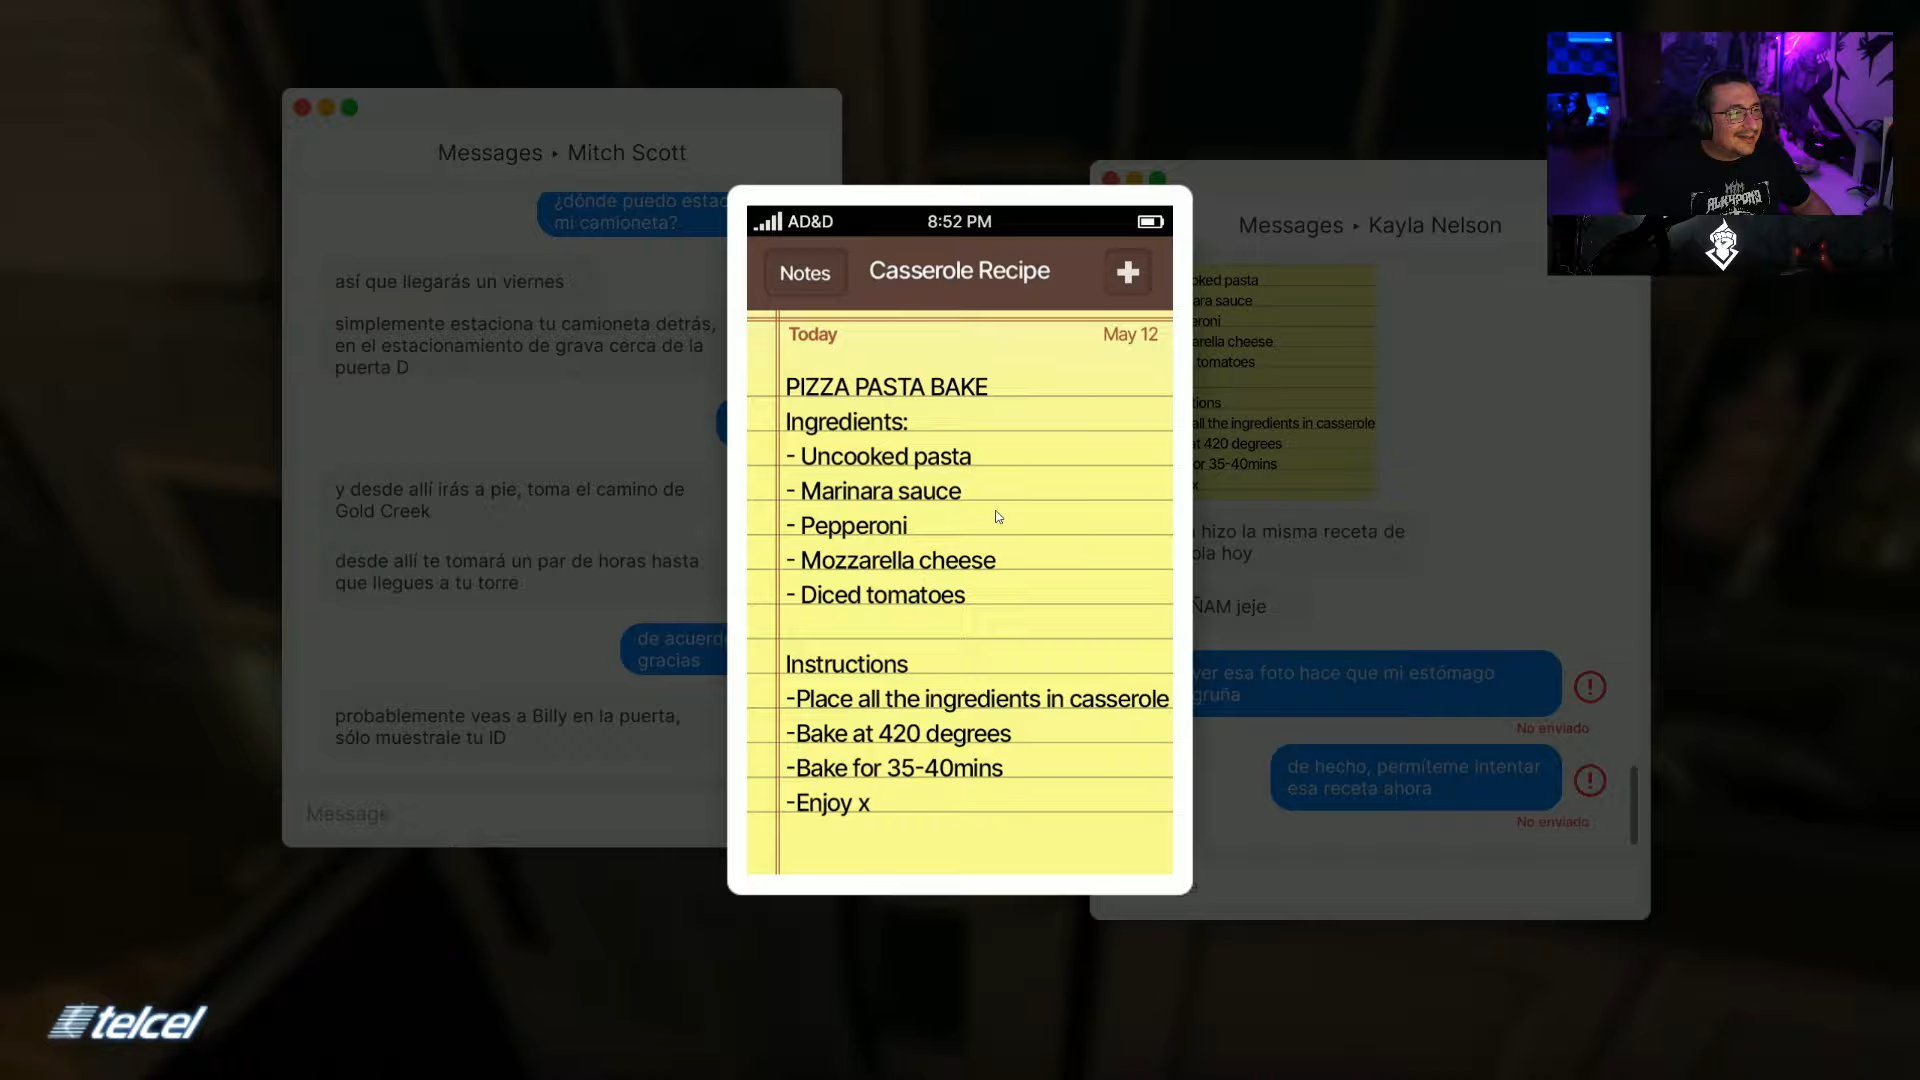 Messages ▸ Mitch Scott
¿dónde puedo estac
mi camioneta?
así que llegarás un viernes
simplemente estaciona tu camioneta detrás,
en el estacionamiento de grava cerca de la
puerta D
y desde allí irás a pie, toma el camino de
Gold Creek
desde allí te tomará un par de horas hasta
que llegues a tu torre
de acuerd
gracias
probablemente veas a Billy en la puerta,
sólo muestrale tu ID
Message
AD&D 8:52 PM
Notes Casserole Recipe +
Today May 12
PIZZA PASTA BAKE
Ingredients:
- Uncooked pasta
- Marinara sauce
- Pepperoni
- Mozzarella cheese
- Diced tomatoes
Instructions
-Place all the ingredients in casserole
-Bake at 420 degrees
-Bake for 35-40mins
-Enjoy x
Messages ▸ Kayla Nelson
oked pasta
ara sauce
eroni
arella cheese
tomatoes
tions
all the ingredients in casserole
at 420 degrees
or 35-40mins
x
hizo la misma receta de
ola hoy
ÑAM jeje
ver esa foto hace que mi estómago
gruña
No enviado
de hecho, permíteme intentar
esa receta ahora
No enviado
telcel